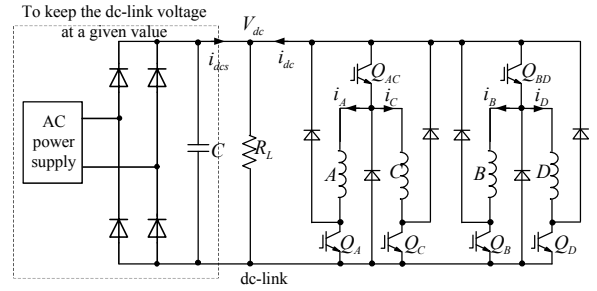 To keep the dc-link voltage
at a given value
V_dc
i_dcs i_dc
Q_AC Q_BD
i_A i_C i_B i_D
AC
power
supply
C R_L A C B D
Q_A Q_C Q_B Q_D
dc-link